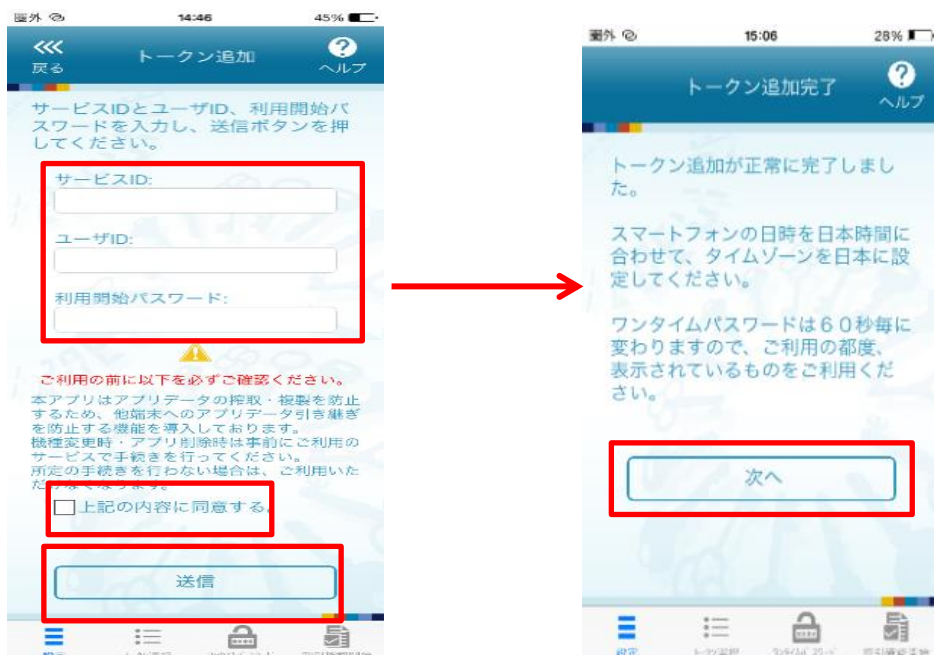 圏外
14:46
45%
戻る
トークン追加
ヘルプ
サービスIDとユーザID、利用開始パ
スワードを入力し、送信ボタンを押
してください。
サービスID:
ユーザID:
利用開始パスワード:
ご利用の前に以下を必ずご確認ください。
本アプリはアプリデータの搾取・複製を防止
するため、他端末へのアプリデータ引き継ぎ
を防止する機能を導入しております。
機種変更時・アプリ削除時は事前にご利用の
サービスで手続きを行ってください。
所定の手続きを行わない場合は、ご利用いた
だけなくなります。
上記の内容に同意する。
送信
圏外
15:06
28%
トークン追加完了
ヘルプ
トークン追加が正常に完了しまし
た。
スマートフォンの日時を日本時間に
合わせて、タイムゾーンを日本に設
定してください。
ワンタイムパスワードは60秒毎に
変わりますので、ご利用の都度、
表示されているものをご利用くだ
さい。
次へ
設定